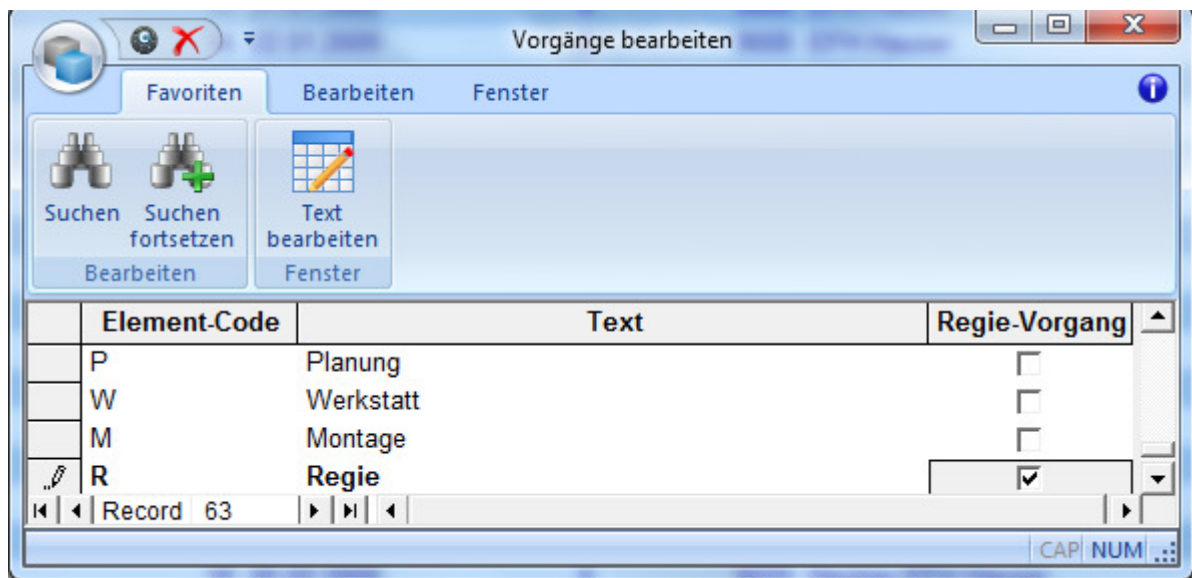 Vorgänge bearbeiten
Favoriten Bearbeiten Fenster
Suchen Suchen fortsetzen Text bearbeiten
Bearbeiten Fenster
Element-Code Text Regie-Vorgang
P Planung
W Werkstatt
M Montage
R Regie
Record 63
CAP NUM